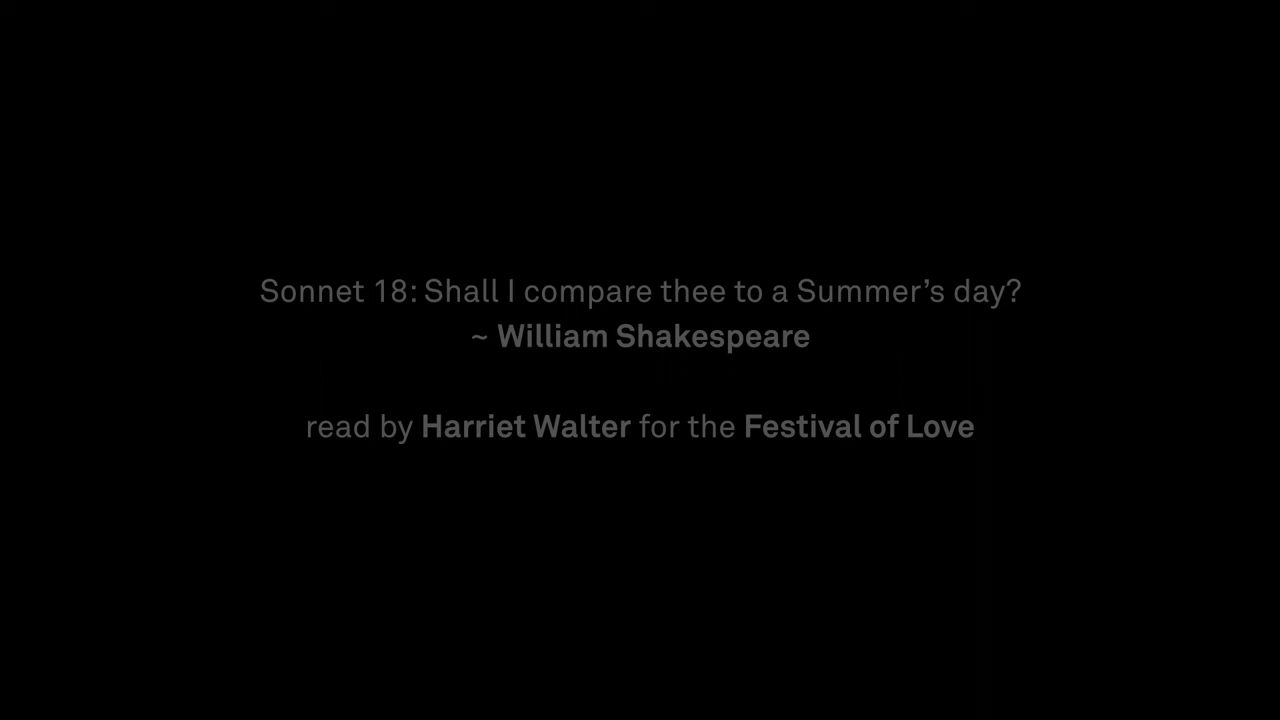 Sonnet 18: Shall I compare thee to a Summer’s day?
~ William Shakespeare
read by Harriet Walter for the Festival of Love